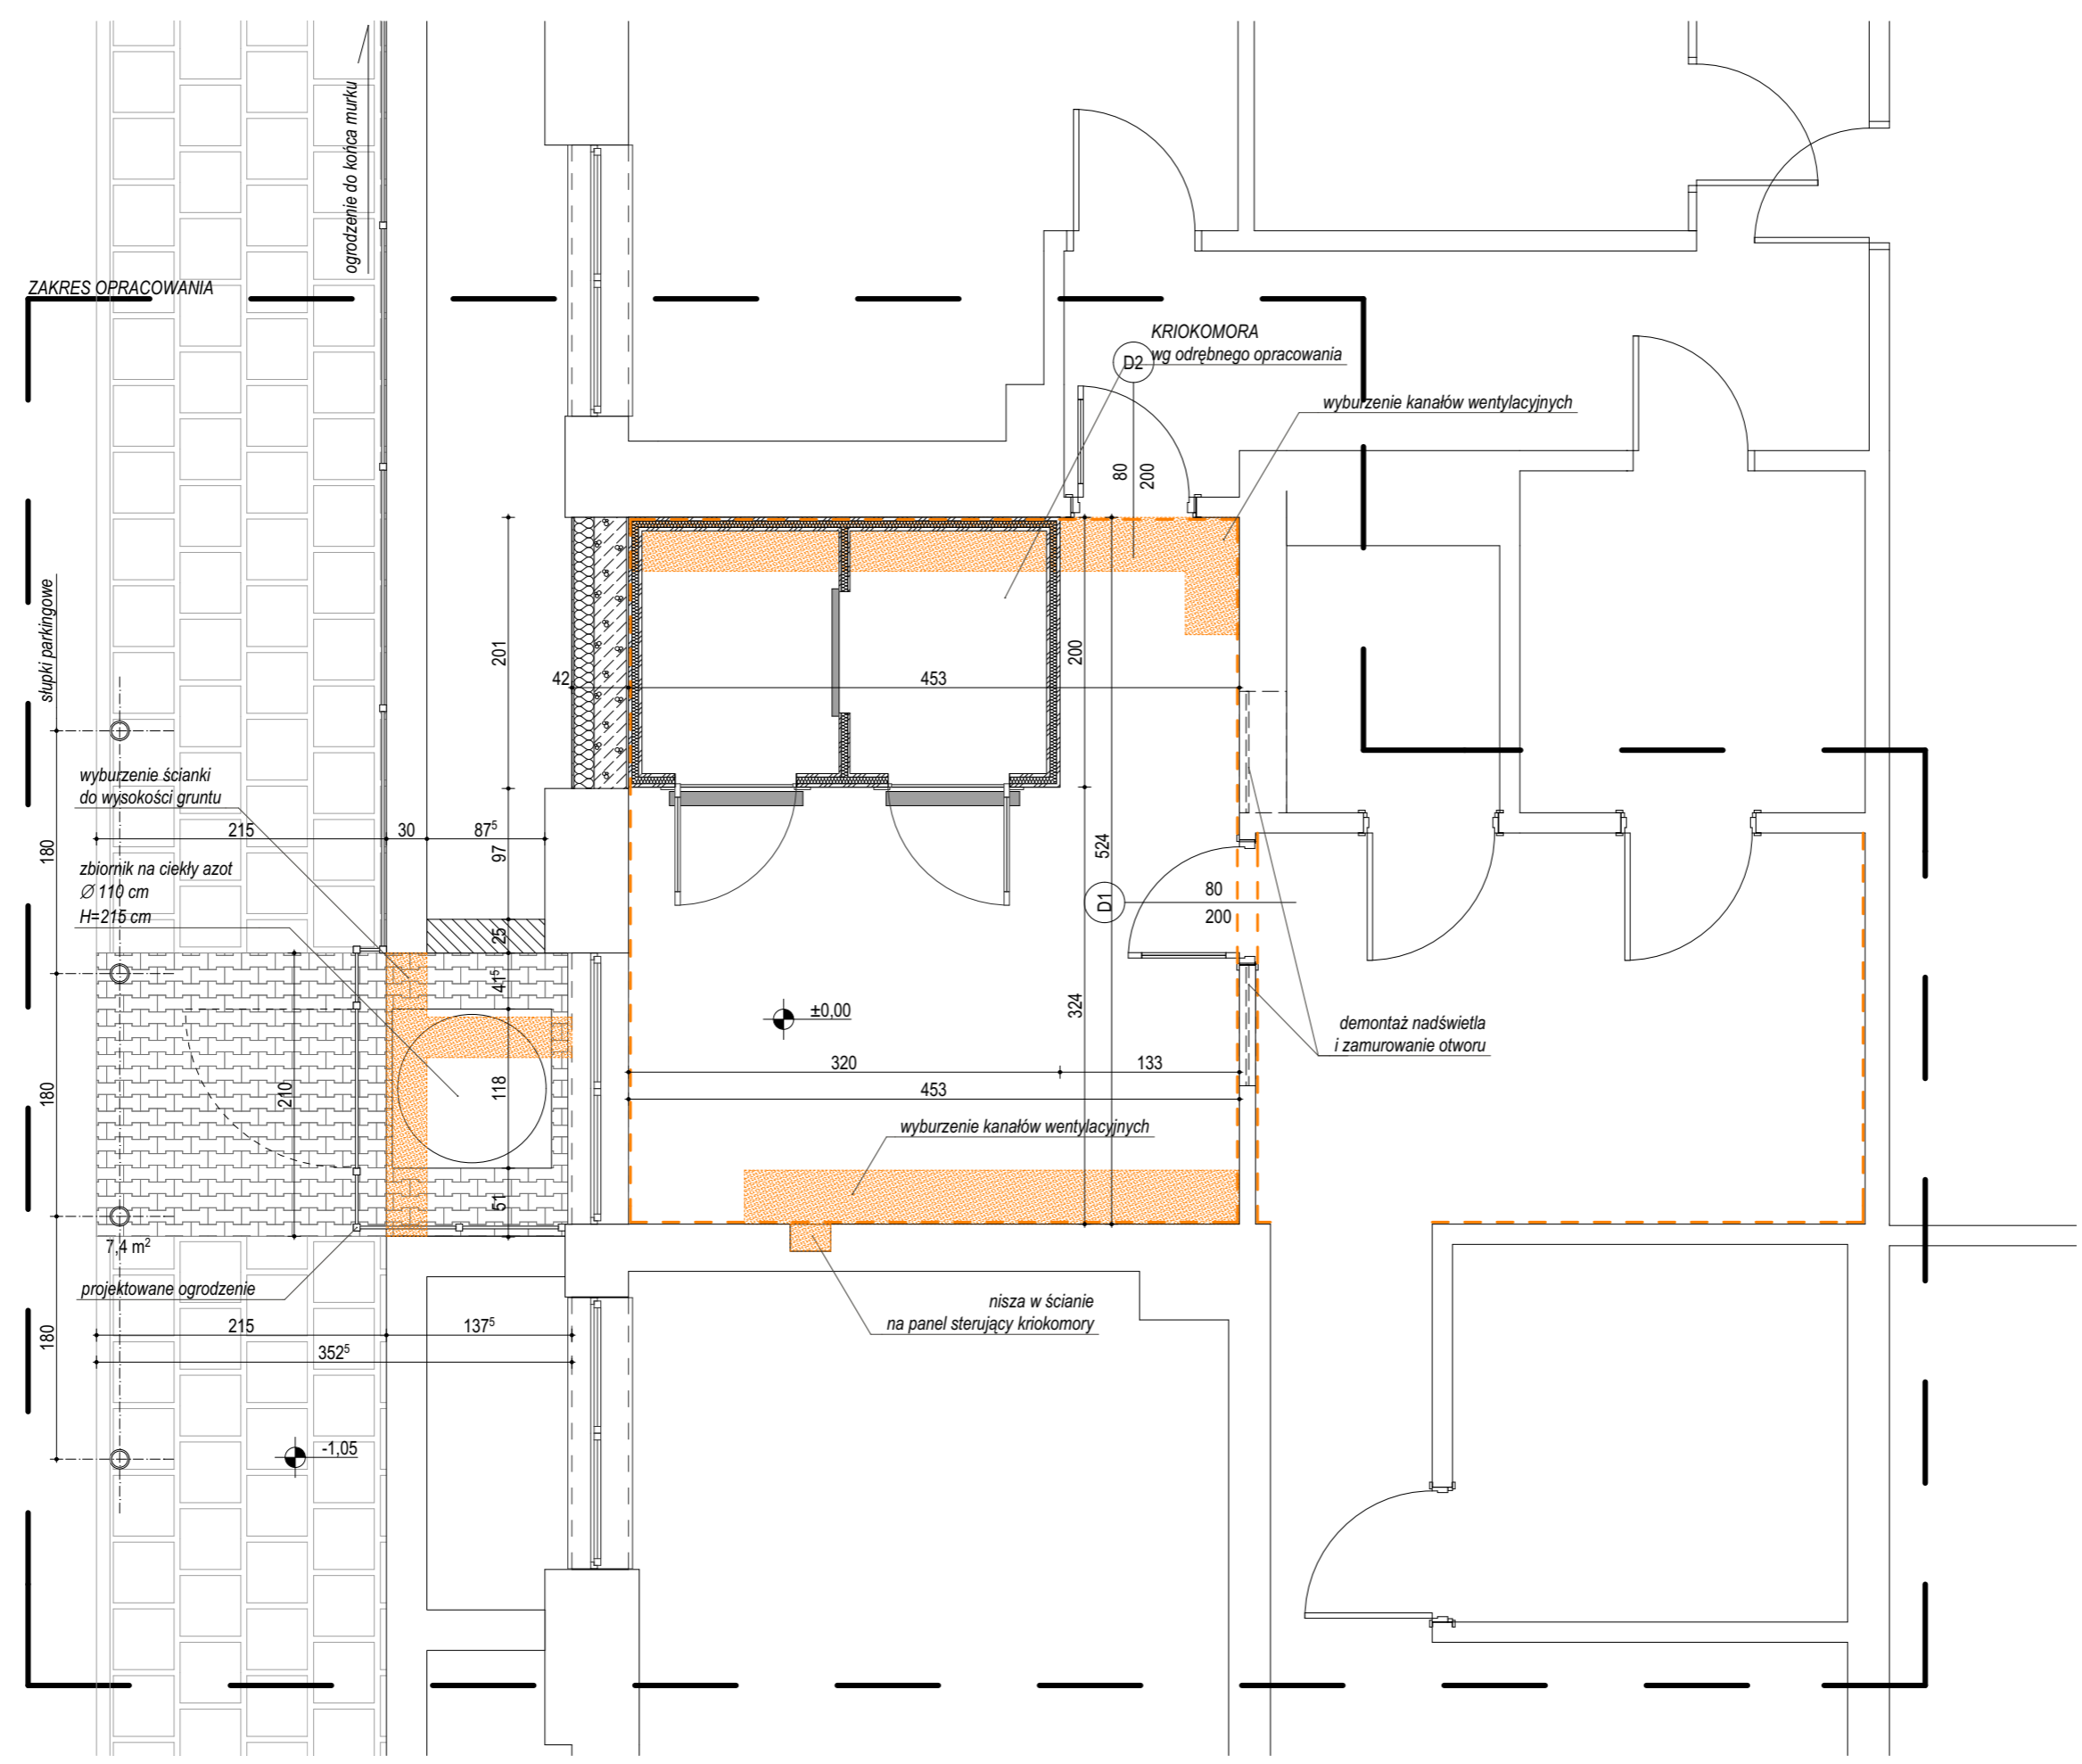 ogrodzenie do końca murku
ZAKRES OPRACOWANIA
KRIOKOMORA
wg odrębnego opracowania
D2
wyburzenie kanałów wentylacyjnych
80
200
słupki parkingowe
201
42
453
200
wyburzenie ścianki
do wysokości gruntu
215
30
87⁵
97
180
524
zbiornik na ciekły azot
Ø 110 cm
H=215 cm
D1
80
200
25
41⁵
±0,00
324
demontaż nadświetla
i zamurowanie otworu
320
133
180
210
118
453
wyburzenie kanałów wentylacyjnych
51
7,4 m²
projektowane ogrodzenie
nisza w ścianie
na panel sterujący kriokomory
215
137⁵
180
352⁵
-1,05